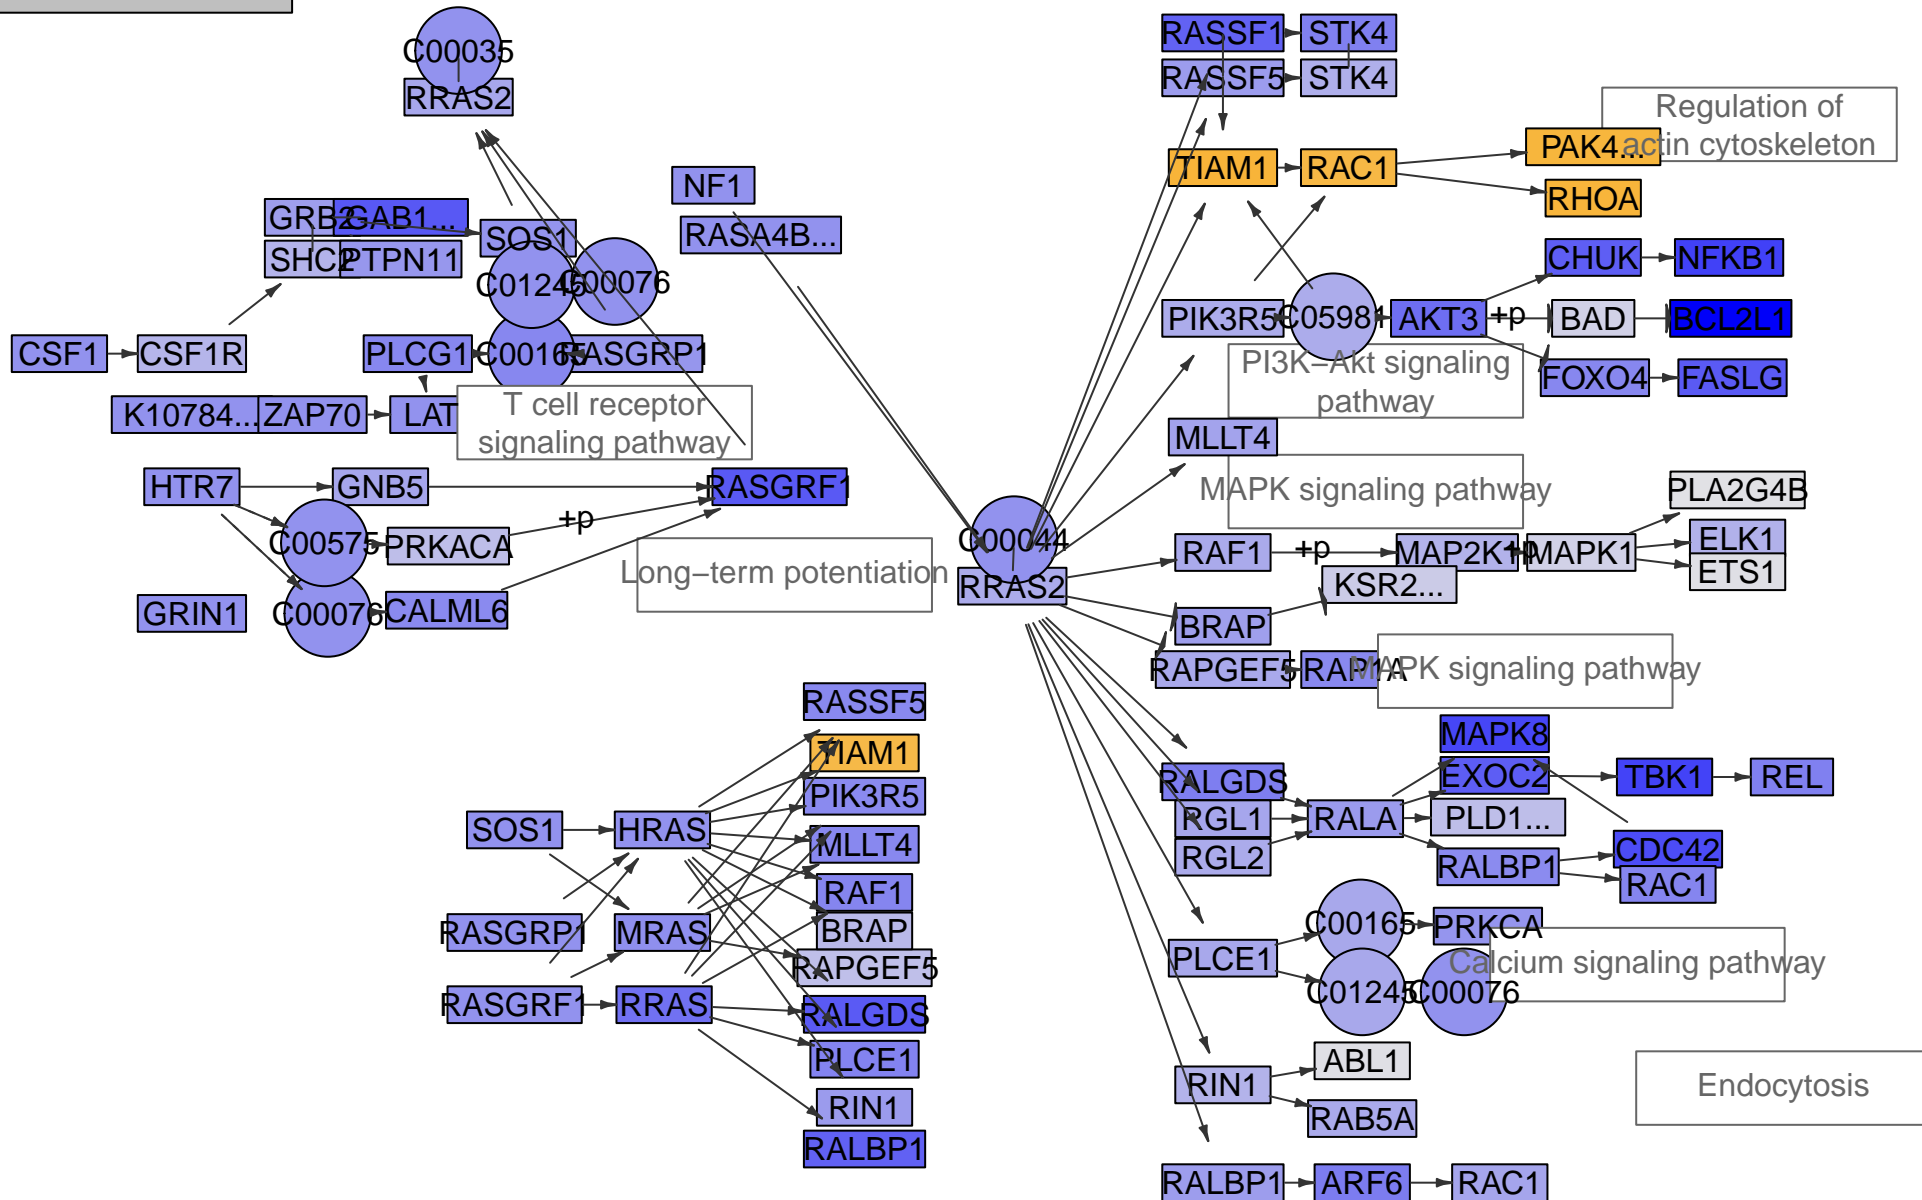 C00035
RRAS2
NF1
RASA4B...
GRB2
GAB1...
SOS1
SHC2
PTPN11
C01245
C00076
CSF1
CSF1R
PLCG1
C00165
RASGRP1
K10784...
ZAP70
LAT
T cell receptor
signaling pathway
HTR7
GNB5
RASGRF1
C00575
PRKACA
+p
GRIN1
C00076
CALML6
Long−term potentiation
C00044
RRAS2
RASSF1
STK4
RASSF5
STK4
Regulation of
actin cytoskeleton
TIAM1
RAC1
PAK4...
RHOA
CHUK
NFKB1
PIK3R5
C05981
AKT3
+p
BAD
BCL2L1
PI3K−Akt signaling
pathway
FOXO4
FASLG
MLLT4
MAPK signaling pathway
PLA2G4B
RAF1
+p
MAP2K1
+p
MAPK1
ELK1
ETS1
KSR2...
BRAP
RAPGEF5
RAP1A
MAPK signaling pathway
MAPK8
RALGDS
EXOC2
TBK1
REL
RGL1
RALA
PLD1...
RGL2
RALBP1
CDC42
RAC1
C00165
PRKCA
PLCE1
Calcium signaling pathway
C01245
C00076
RIN1
ABL1
RAB5A
Endocytosis
RALBP1
ARF6
RAC1
RASSF5
TIAM1
PIK3R5
SOS1
HRAS
MLLT4
RAF1
RASGRP1
MRAS
BRAP
RAPGEF5
RASGRF1
RRAS
RALGDS
PLCE1
RIN1
RALBP1